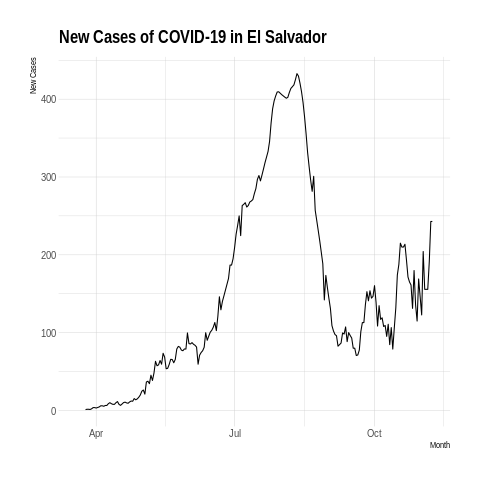 New Cases of COVID-19 in El Salvador
New Cases
400
300
200
100
0
Apr
Jul
Oct
Month